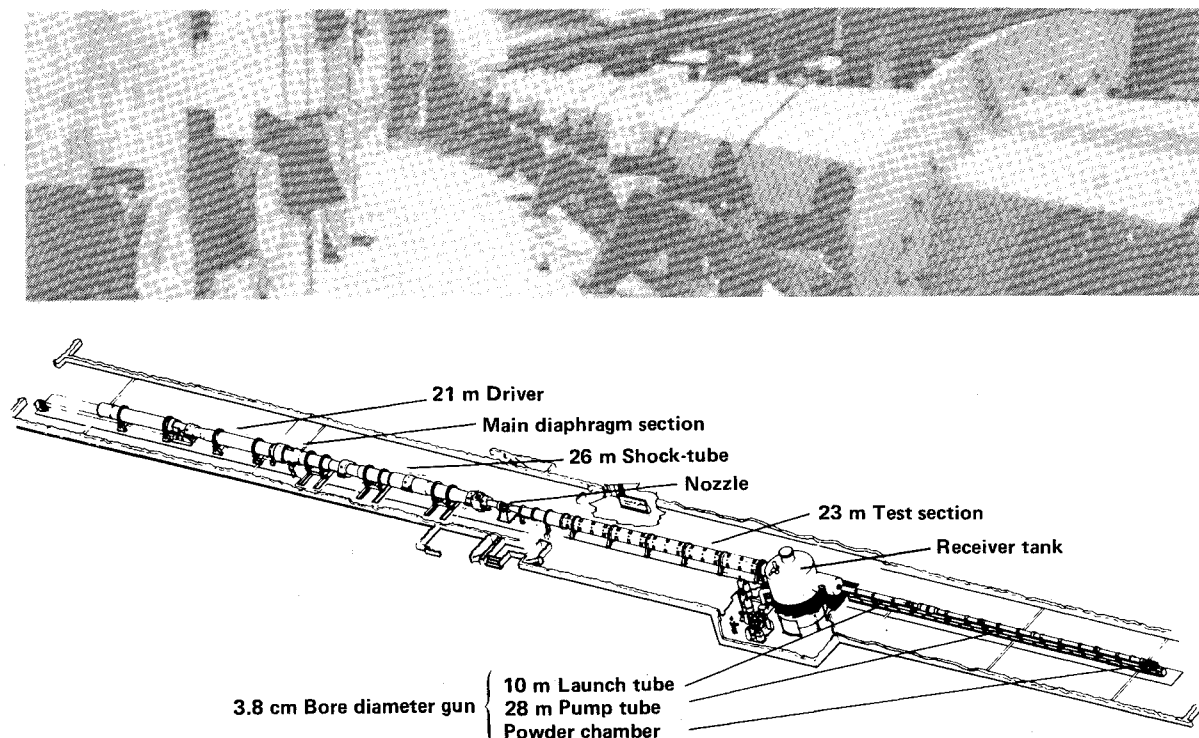 21 m Driver
Main diaphragm section
26 m Shock-tube
Nozzle
23 m Test section
Receiver tank
3.8 cm Bore diameter gun
10 m Launch tube
28 m Pump tube
Powder chamber